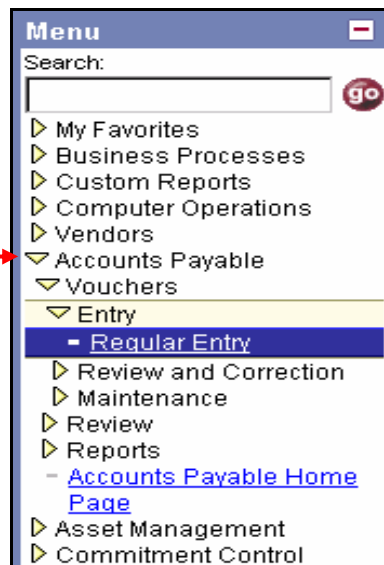 Menu
Search:
go
My Favorites
Business Processes
Custom Reports
Computer Operations
Vendors
Accounts Payable
Vouchers
Entry
- Regular Entry
Review and Correction
Maintenance
Review
Reports
- Accounts Payable Home
Page
Asset Management
Commitment Control